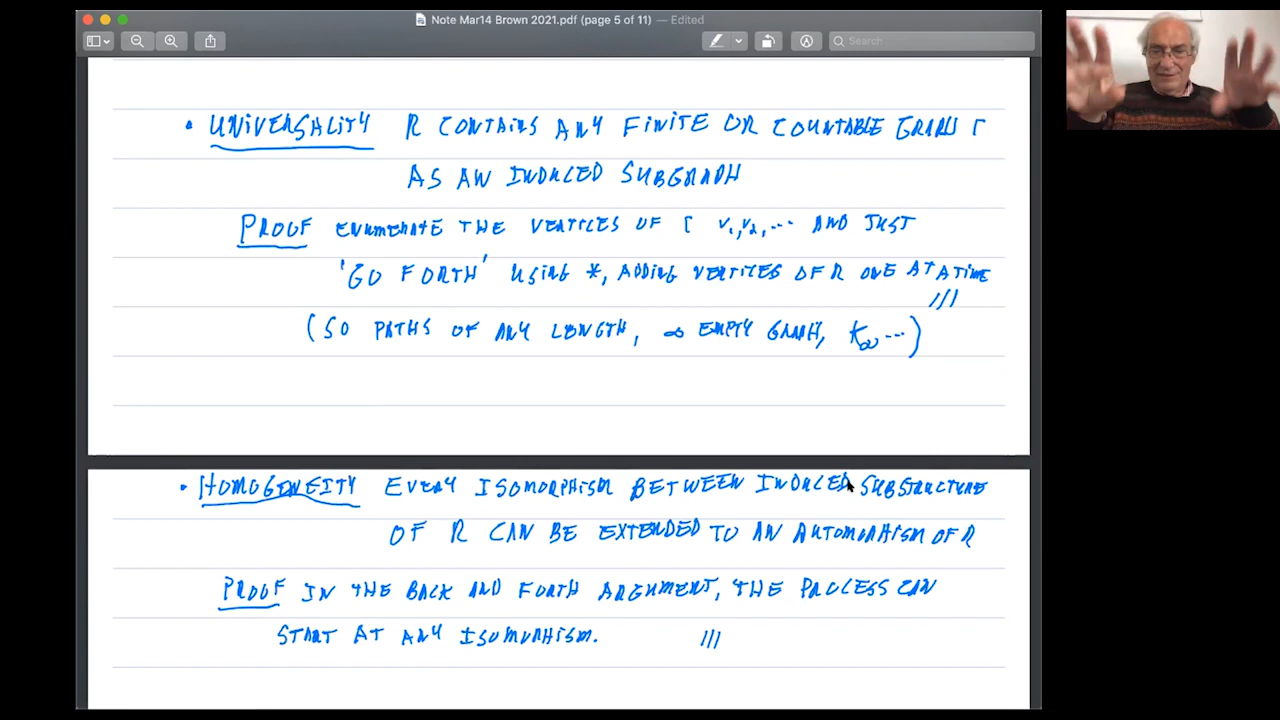 Note Mar14 Brown 2021.pdf (page 5 of 11) — Edited
Search
• UNIVERSALITY R CONTAINS ANY FINITE OR COUNTABLE GRAPH Γ
AS AN INDUCED SUBGRAPH
PROOF ENUMERATE THE VERTICES OF Γ v₁,v₂,... AND JUST
'GO FORTH' USING *, ADDING VERTICES OF R ONE AT A TIME
///
(SO PATHS OF ANY LENGTH, ∞ EMPTY GRAPH, K∞ ...)
• HOMOGENEITY EVERY ISOMORPHISM BETWEEN INDUCED SUBSTRUCTURE
OF R CAN BE EXTENDED TO AN AUTOMORPHISM OF R
PROOF IN THE BACK AND FORTH ARGUMENT, THE PROCESS CAN
START AT ANY ISOMORPHISM. ///